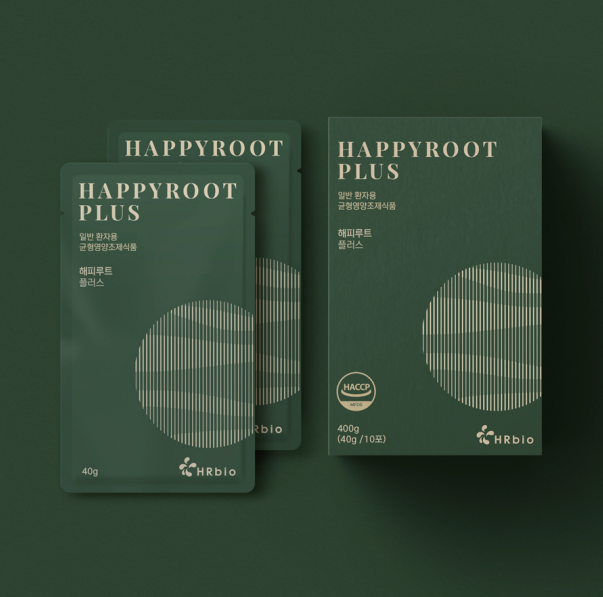 HAPPYROOT
HAPPYROOT
PLUS
일반 환자용
균형영양조제식품
해피루트
플러스
40g
HRbio
Rbio
HAPPYROOT
PLUS
일반 환자용
균형영양조제식품
해피루트
플러스
HACCP
400g
(40g /10포)
HRbio